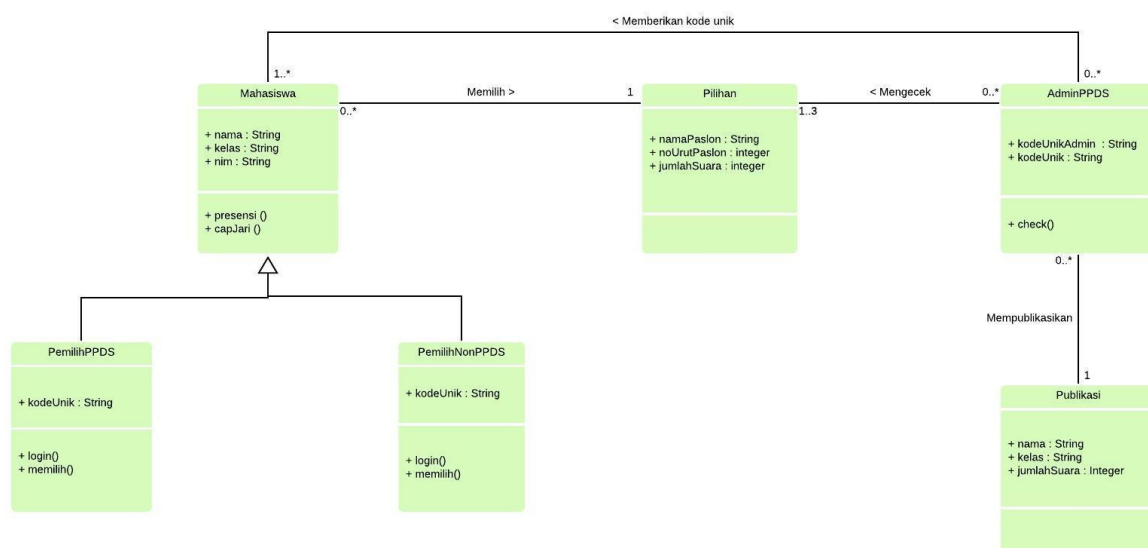 < Memberikan kode unik
1..*
0..*
Mahasiswa
+ nama : String
+ kelas : String
+ nim : String
+ presensi ()
+ capJari ()
0..*
Memilih >
1
Pilihan
+ namaPaslon : String
+ noUrutPaslon : integer
+ jumlahSuara : integer
1..3
< Mengecek
0..*
AdminPPDS
+ kodeUnikAdmin : String
+ kodeUnik : String
+ check()
0..*
Mempublikasikan
1
PemilihPPDS
+ kodeUnik : String
+ login()
+ memilih()
PemilihNonPPDS
+ kodeUnik : String
+ login()
+ memilih()
Publikasi
+ nama : String
+ kelas : String
+ jumlahSuara : Integer